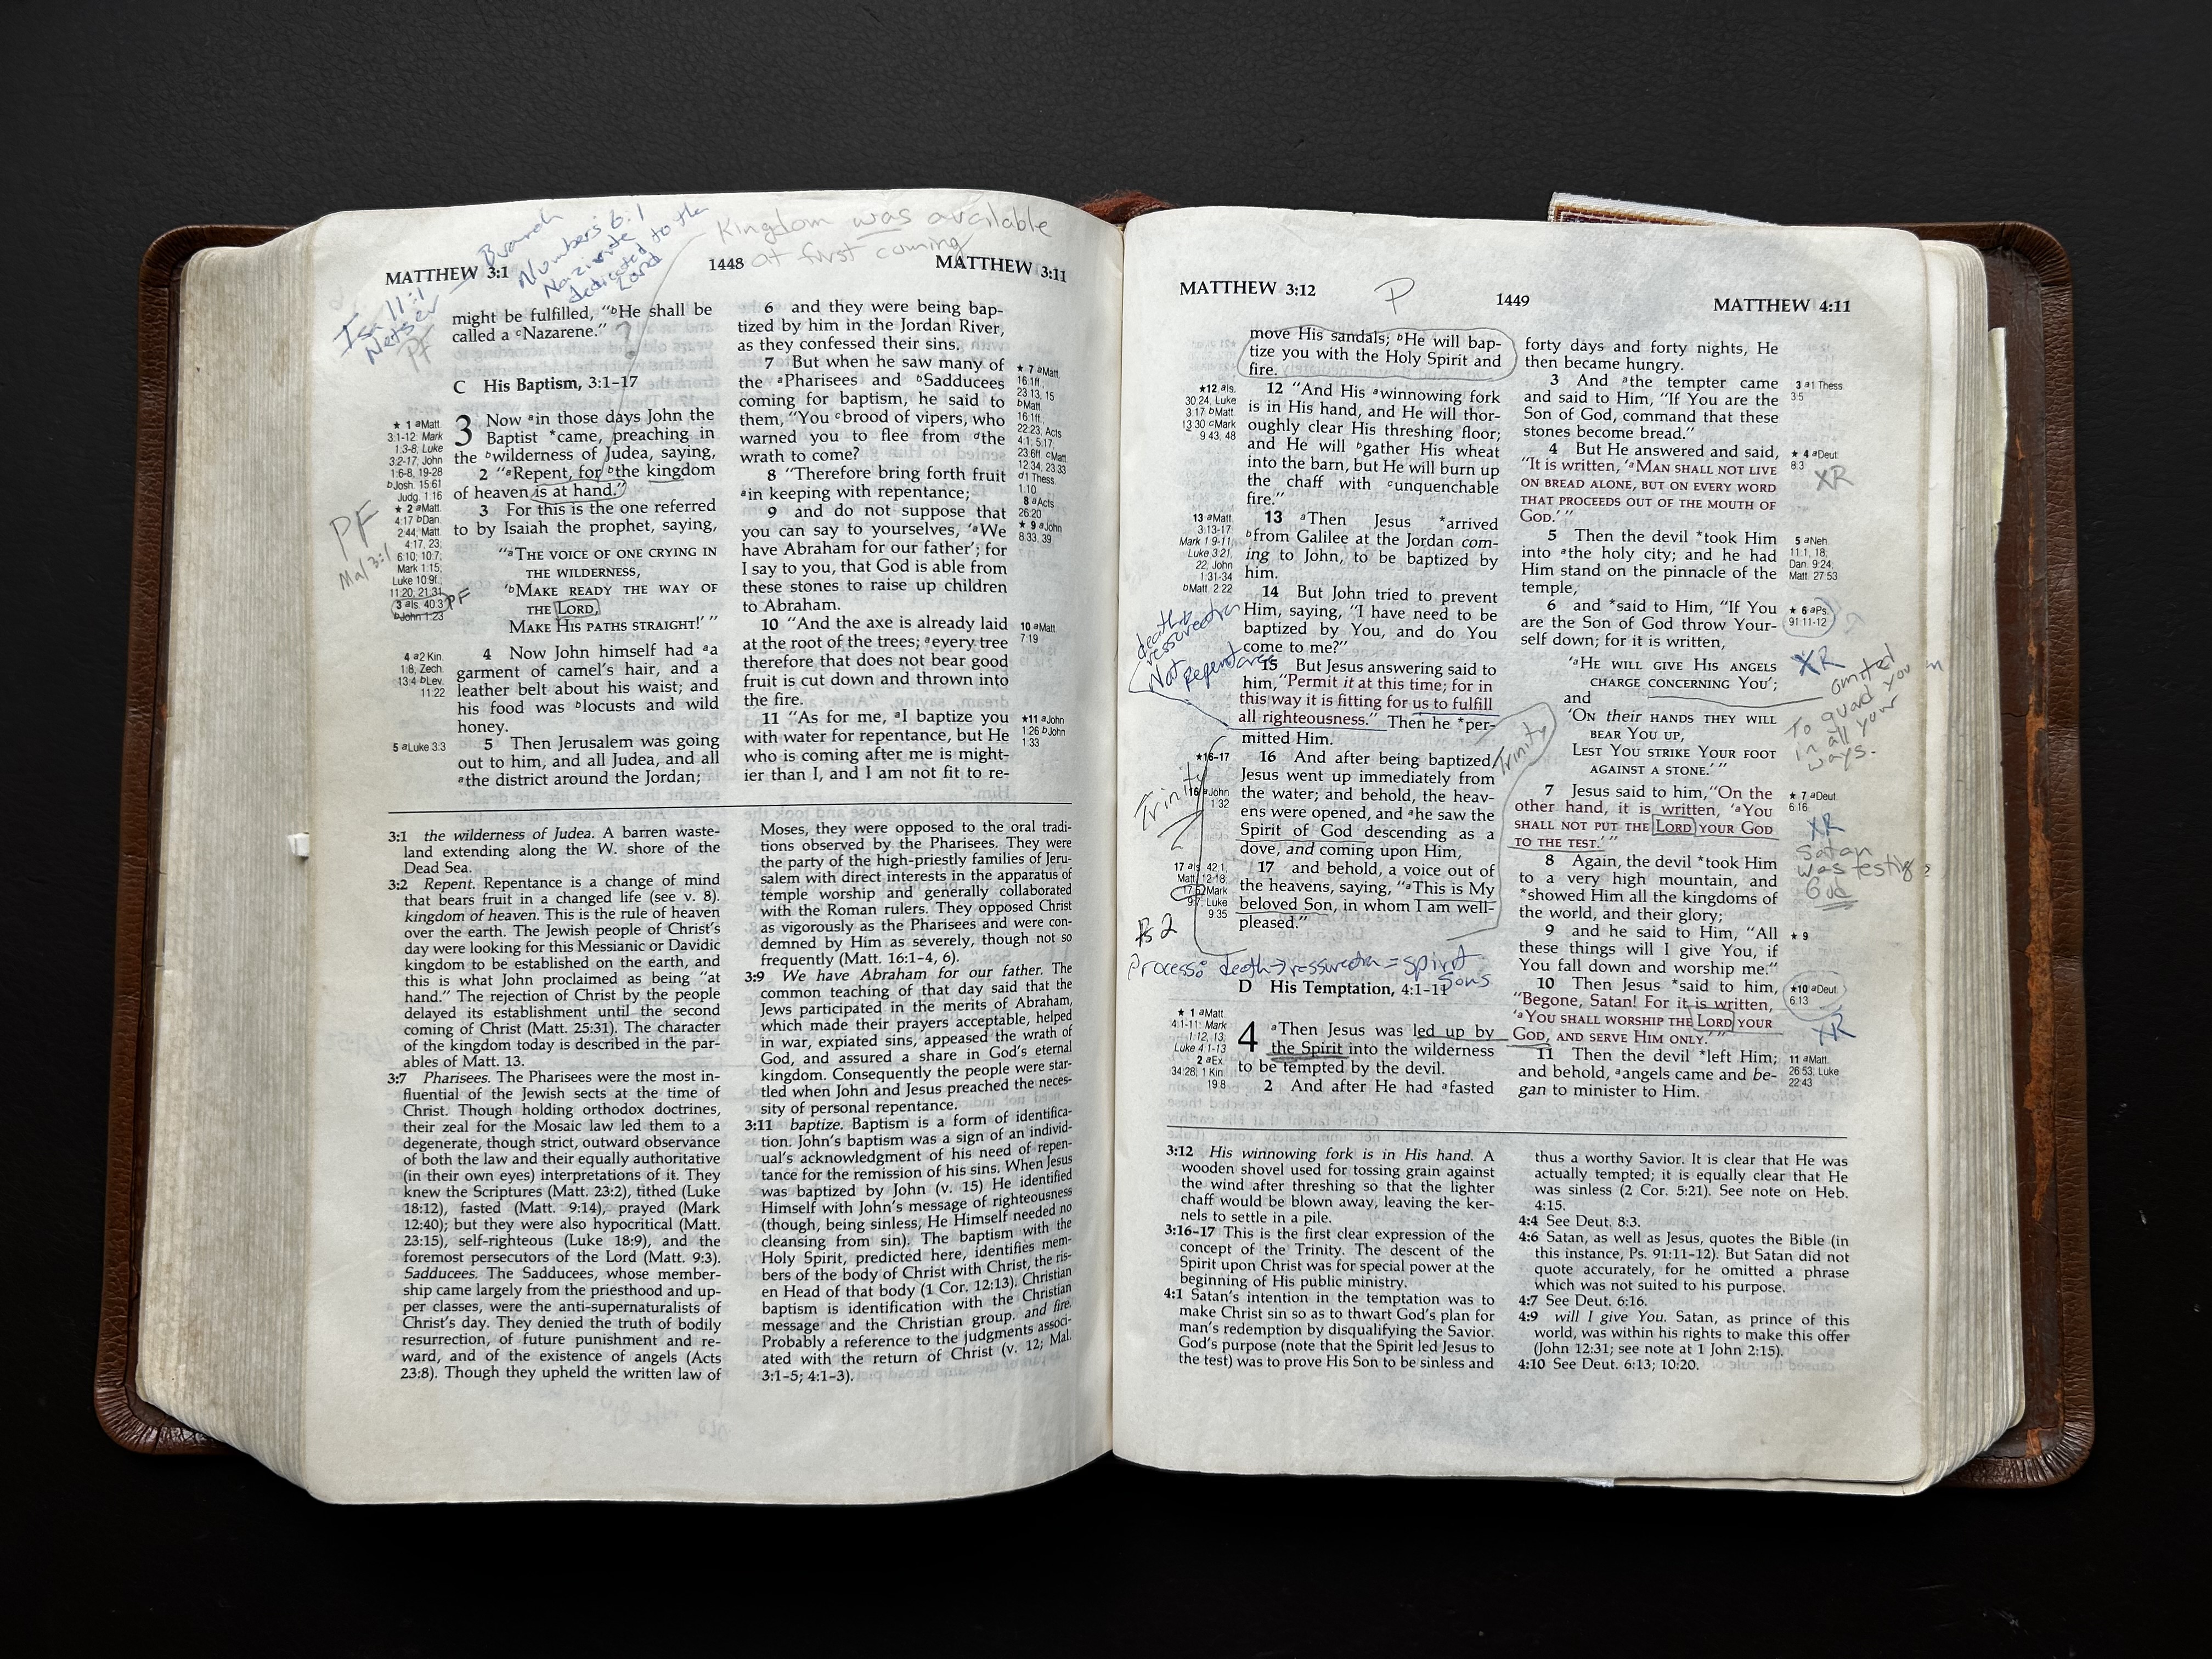 Branch
Numbers 6:1
Nazirite
dedicated to the
Lord
Kingdom was available
at first coming
MATTHEW 3:1
1448
MATTHEW 3:11
Isa 11:1
Netser
PF
might be fulfilled, “ᵇHe shall be
called a ᶜNazarene.”
?
C His Baptism, 3:1–17
3 Now ᵃin those days John the
Baptist *came, preaching in
the ᵇwilderness of Judea, saying,
2 “ᵃRepent, for ᵇthe kingdom
of heaven is at hand.”
3 For this is the one referred
to by Isaiah the prophet, saying,
“ᵃTHE VOICE OF ONE CRYING IN
THE WILDERNESS,
‘ᵇMAKE READY THE WAY OF
THE LORD,
MAKE HIS PATHS STRAIGHT!’ ”
4 Now John himself had ᵃa
garment of camel’s hair, and a
leather belt about his waist; and
his food was ᵇlocusts and wild
honey.
5 Then Jerusalem was going
out to him, and all Judea, and all
ᵃthe district around the Jordan;
★ 1 ᵃMatt.
3:1-12; Mark
1:3-8; Luke
3:2-17; John
1:6-8, 19-28
ᵇJosh. 15:61
Judg. 1:16
★ 2 ᵃMatt.
4:17 ᵇDan.
2:44; Matt.
4:17, 23;
6:10; 10:7;
Mark 1:15;
Luke 10:9f.;
11:20; 21:31
3 ᵃIs. 40:3
ᵇJohn 1:23
PF
PF
Mal 3:1
4 ᵃ2 Kin.
1:8; Zech.
13:4 ᵇLev.
11:22
5 ᵃLuke 3:3
6 and they were being bap-
tized by him in the Jordan River,
as they confessed their sins.
7 But when he saw many of
the ᵃPharisees and ᵇSadducees
coming for baptism, he said to
them, “You ᶜbrood of vipers, who
warned you to flee from ᵈthe
wrath to come?
8 “Therefore bring forth fruit
ᵃin keeping with repentance;
9 and do not suppose that
you can say to yourselves, ‘ᵃWe
have Abraham for our father’; for
I say to you, that God is able from
these stones to raise up children
to Abraham.
10 “And the axe is already laid
at the root of the trees; ᵃevery tree
therefore that does not bear good
fruit is cut down and thrown into
the fire.
11 “As for me, ᵃI baptize you
with water for repentance, but He
who is coming after me is might-
ier than I, and I am not fit to re-
★ 7 ᵃMatt.
16:1ff.;
23:13, 15
ᵇMatt.
16:1ff.;
22:23; Acts
4:1; 5:17;
23:6ff. ᶜMatt.
12:34; 23:33
ᵈ1 Thess.
1:10
8 ᵃActs
26:20
★ 9 ᵃJohn
8:33, 39
10 ᵃMatt.
7:19
★11 ᵃJohn
1:26 ᵇJohn
1:33
3:1 the wilderness of Judea. A barren waste-
land extending along the W. shore of the
Dead Sea.
3:2 Repent. Repentance is a change of mind
that bears fruit in a changed life (see v. 8).
kingdom of heaven. This is the rule of heaven
over the earth. The Jewish people of Christ’s
day were looking for this Messianic or Davidic
kingdom to be established on the earth, and
this is what John proclaimed as being “at
hand.” The rejection of Christ by the people
delayed its establishment until the second
coming of Christ (Matt. 25:31). The character
of the kingdom today is described in the par-
ables of Matt. 13.
3:7 Pharisees. The Pharisees were the most in-
fluential of the Jewish sects at the time of
Christ. Though holding orthodox doctrines,
their zeal for the Mosaic law led them to a
degenerate, though strict, outward observance
of both the law and their equally authoritative
(in their own eyes) interpretations of it. They
knew the Scriptures (Matt. 23:2), tithed (Luke
18:12), fasted (Matt. 9:14), prayed (Mark
12:40); but they were also hypocritical (Matt.
23:15), self-righteous (Luke 18:9), and the
foremost persecutors of the Lord (Matt. 9:3).
Sadducees. The Sadducees, whose member-
ship came largely from the priesthood and up-
per classes, were the anti-supernaturalists of
Christ’s day. They denied the truth of bodily
resurrection, of future punishment and re-
ward, and of the existence of angels (Acts
23:8). Though they upheld the written law of
Moses, they were opposed to the oral tradi-
tions observed by the Pharisees. They were
the party of the high-priestly families of Jeru-
salem with direct interests in the apparatus of
temple worship and generally collaborated
with the Roman rulers. They opposed Christ
as vigorously as the Pharisees and were con-
demned by Him as severely, though not so
frequently (Matt. 16:1–4, 6).
3:9 We have Abraham for our father. The
common teaching of that day said that the
Jews participated in the merits of Abraham,
which made their prayers acceptable, helped
in war, expiated sins, appeased the wrath of
God, and assured a share in God’s eternal
kingdom. Consequently the people were star-
tled when John and Jesus preached the neces-
sity of personal repentance.
3:11 baptize. Baptism is a form of identifica-
tion. John’s baptism was a sign of an individ-
ual’s acknowledgment of his need of repen-
tance for the remission of his sins. When Jesus
was baptized by John (v. 15) He identified
Himself with John’s message of righteousness
(though, being sinless, He Himself needed no
cleansing from sin). The baptism with the
Holy Spirit, predicted here, identifies mem-
bers of the body of Christ with Christ, the ris-
en Head of that body (1 Cor. 12:13). Christian
baptism is identification with the Christian
message and the Christian group. and fire.
Probably a reference to the judgments associ-
ated with the return of Christ (v. 12; Mal.
3:1–5; 4:1–3).
MATTHEW 3:12
P
1449
MATTHEW 4:11
move His sandals; ᵇHe will bap-
tize you with the Holy Spirit and
fire.
12 “And His ᵃwinnowing fork
is in His hand, and He will thor-
oughly clear His threshing floor;
and He will ᵇgather His wheat
into the barn, but He will burn up
the chaff with ᶜunquenchable
fire.”
13 ᵃThen Jesus *arrived
ᵇfrom Galilee at the Jordan com-
ing to John, to be baptized by
him.
14 But John tried to prevent
Him, saying, “I have need to be
baptized by You, and do You
come to me?”
15 But Jesus answering said to
him, “Permit it at this time; for in
this way it is fitting for us to fulfill
all righteousness.” Then he *per-
mitted Him.
16 And after being baptized,
Jesus went up immediately from
the water; and behold, the heav-
ens were opened, and ᵃhe saw the
Spirit of God descending as a
dove, and coming upon Him,
17 and behold, a voice out of
the heavens, saying, “ᵃThis is My
beloved Son, in whom I am well-
pleased.”
★12 ᵃIs.
30:24; Luke
3:17 ᵇMatt.
13:30 ᶜMark
9:43, 48
13 ᵃMatt.
3:13-17;
Mark 1:9-11;
Luke 3:21,
22; John
1:31-34
ᵇMatt. 2:22
death +
ressurection
Not Repentance
★16-17
Trinity
Trinity
16 ᵃJohn
1:32
17 ᵃIs. 42:1;
Matt. 12:18;
17:5; Mark
9:7; Luke
9:35
Ps 2
Process: death → ressurection = spirit
sons
D His Temptation, 4:1–11
4 ᵃThen Jesus was led up by
the Spirit into the wilderness
to be tempted by the devil.
2 And after He had ᵃfasted
★ 1 ᵃMatt.
4:1-11; Mark
1:12, 13;
Luke 4:1-13
2 ᵃEx.
34:28; 1 Kin.
19:8
forty days and forty nights, He
then became hungry.
3 And ᵃthe tempter came
and said to Him, “If You are the
Son of God, command that these
stones become bread.”
4 But He answered and said,
“It is written, ‘ᵃMAN SHALL NOT LIVE
ON BREAD ALONE, BUT ON EVERY WORD
THAT PROCEEDS OUT OF THE MOUTH OF
GOD.’ ”
5 Then the devil *took Him
into ᵃthe holy city; and he had
Him stand on the pinnacle of the
temple,
6 and *said to Him, “If You
are the Son of God throw Your-
self down; for it is written,
‘ᵃHE WILL GIVE HIS ANGELS
CHARGE CONCERNING YOU’;
and
‘ON their HANDS THEY WILL
BEAR YOU UP,
LEST YOU STRIKE YOUR FOOT
AGAINST A STONE.’ ”
7 Jesus said to him, “On the
other hand, it is written, ‘ᵃYOU
SHALL NOT PUT THE LORD YOUR GOD
TO THE TEST.’ ”
8 Again, the devil *took Him
to a very high mountain, and
*showed Him all the kingdoms of
the world, and their glory;
9 and he said to Him, “All
these things will I give You, if
You fall down and worship me.”
10 Then Jesus *said to him,
“Begone, Satan! For it is written,
‘ᵃYOU SHALL WORSHIP THE LORD YOUR
GOD, AND SERVE HIM ONLY.’ ”
11 Then the devil *left Him;
and behold, ᵃangels came and be-
gan to minister to Him.
3 ᵃ1 Thess.
3:5
★ 4 ᵃDeut.
8:3
XR
5 ᵃNeh.
11:1, 18;
Dan. 9:24;
Matt. 27:53
★ 6 ᵃPs.
91:11-12
XR
omitted
To guard you
in all your
ways.
★ 7 ᵃDeut.
6:16
XR
Satan
was testing
God
★ 9
★10 ᵃDeut.
6:13
XR
11 ᵃMatt.
26:53; Luke
22:43
3:12 His winnowing fork is in His hand. A
wooden shovel used for tossing grain against
the wind after threshing so that the lighter
chaff would be blown away, leaving the ker-
nels to settle in a pile.
3:16–17 This is the first clear expression of the
concept of the Trinity. The descent of the
Spirit upon Christ was for special power at the
beginning of His public ministry.
4:1 Satan’s intention in the temptation was to
make Christ sin so as to thwart God’s plan for
man’s redemption by disqualifying the Savior.
God’s purpose (note that the Spirit led Jesus to
the test) was to prove His Son to be sinless and
thus a worthy Savior. It is clear that He was
actually tempted; it is equally clear that He
was sinless (2 Cor. 5:21). See note on Heb.
4:15.
4:4 See Deut. 8:3.
4:6 Satan, as well as Jesus, quotes the Bible (in
this instance, Ps. 91:11–12). But Satan did not
quote accurately, for he omitted a phrase
which was not suited to his purpose.
4:7 See Deut. 6:16.
4:9 will I give You. Satan, as prince of this
world, was within his rights to make this offer
(John 12:31; see note at 1 John 2:15).
4:10 See Deut. 6:13; 10:20.